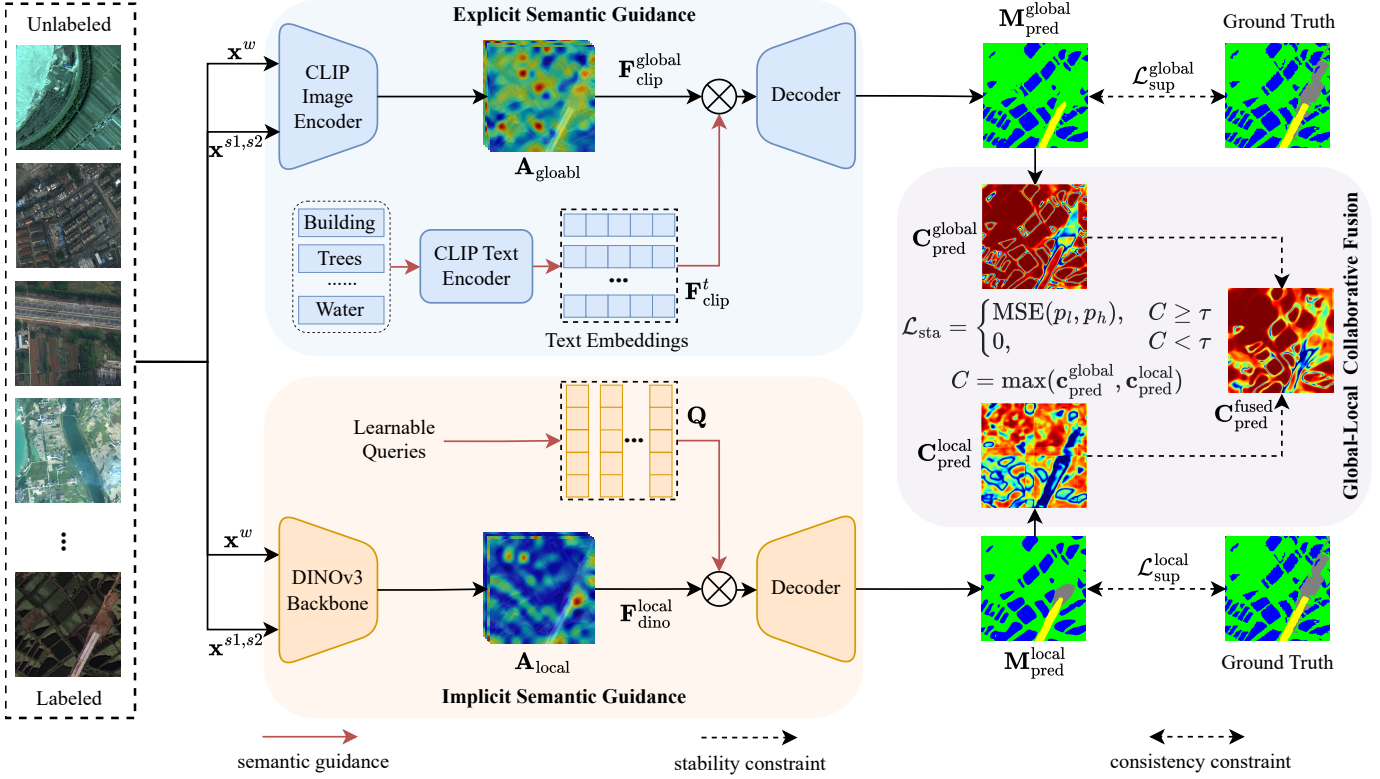 Unlabeled
Labeled
x^w
x^{s1,s2}
Explicit Semantic Guidance
CLIP
Image
Encoder
A_gloabl
F_clip^global
Decoder
Building
Trees
......
Water
CLIP Text
Encoder
...
F_clip^t
Text Embeddings
M_pred^global
Ground Truth
L_sup^global
C_pred^global
L_sta = { MSE(p_l, p_h), C ≥ τ
0, C < τ
C = max(c_pred^global, c_pred^local)
C_pred^local
C_pred^fused
Global-Local Collaborative Fusion
Learnable
Queries
...
Q
x^w
x^{s1,s2}
DINOv3
Backbone
A_local
F_dino^local
Decoder
Implicit Semantic Guidance
M_pred^local
L_sup^local
Ground Truth
semantic guidance
stability constraint
consistency constraint